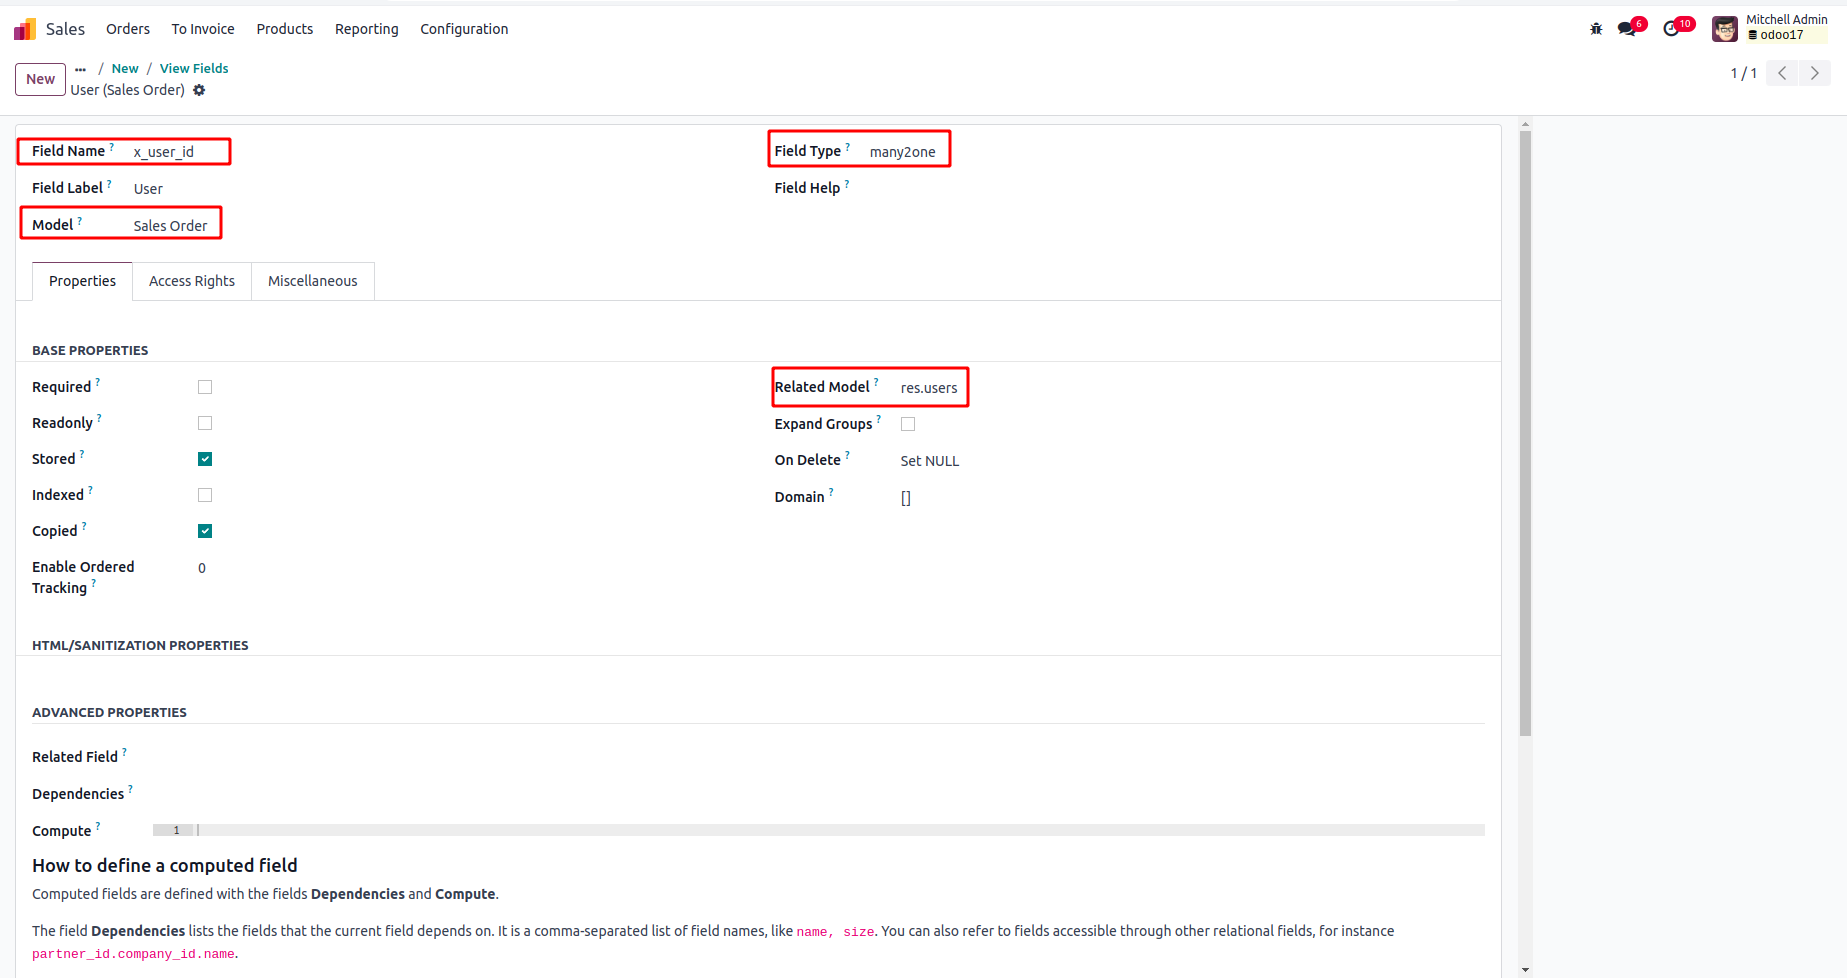 Sales Orders To Invoice Products Reporting Configuration 6 10 Mitchell Admin
odoo17
New ... / New / View Fields 1 / 1
User (Sales Order)
Field Name ? x_user_id Field Type ? many2one
Field Label ? User Field Help ?
Model ? Sales Order
Properties Access Rights Miscellaneous
BASE PROPERTIES
Required ? Related Model ? res.users
Readonly ? Expand Groups ?
Stored ? On Delete ? Set NULL
Indexed ? Domain ? []
Copied ?
Enable Ordered 0
Tracking ?
HTML/SANITIZATION PROPERTIES
ADVANCED PROPERTIES
Related Field ?
Dependencies ?
Compute ? 1
How to define a computed field
Computed fields are defined with the fields Dependencies and Compute.
The field Dependencies lists the fields that the current field depends on. It is a comma-separated list of field names, like name, size. You can also refer to fields accessible through other relational fields, for instance
partner_id.company_id.name.